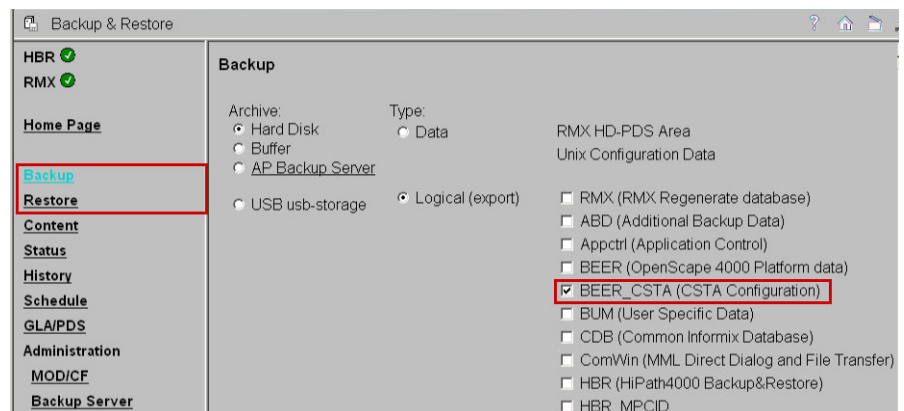 Backup & Restore
?
HBR
RMX
Home Page
Backup
Restore
Content
Status
History
Schedule
GLA/PDS
Administration
MOD/CF
Backup Server
Backup
Archive:
Hard Disk
Buffer
AP Backup Server
USB usb-storage
Type:
Data
Logical (export)
RMX HD-PDS Area
Unix Configuration Data
RMX (RMX Regenerate database)
ABD (Additional Backup Data)
Appctrl (Application Control)
BEER (OpenScape 4000 Platform data)
BEER_CSTA (CSTA Configuration)
BUM (User Specific Data)
CDB (Common Informix Database)
ComWin (MML Direct Dialog and File Transfer)
HBR (HiPath4000 Backup&Restore)
HBR_MPCID